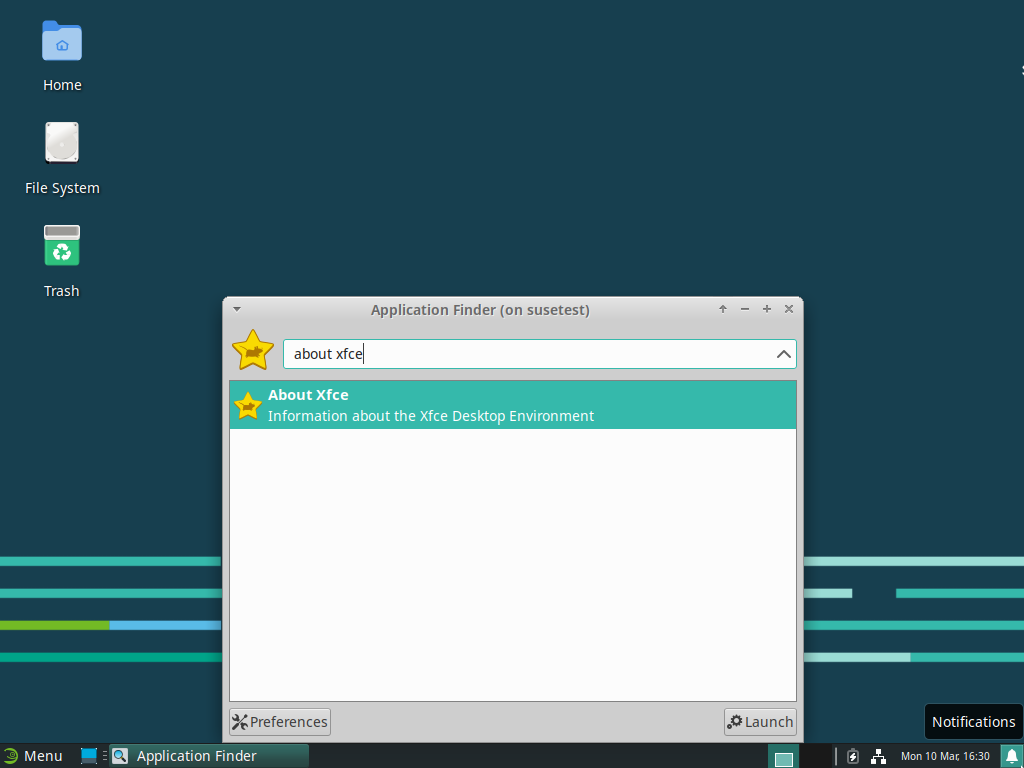 Home
File System
Trash
Application Finder (on susetest)
about xfce
About Xfce
Information about the Xfce Desktop Environment
Preferences
Launch
Notifications
Menu
Application Finder
Mon 10 Mar, 16:30